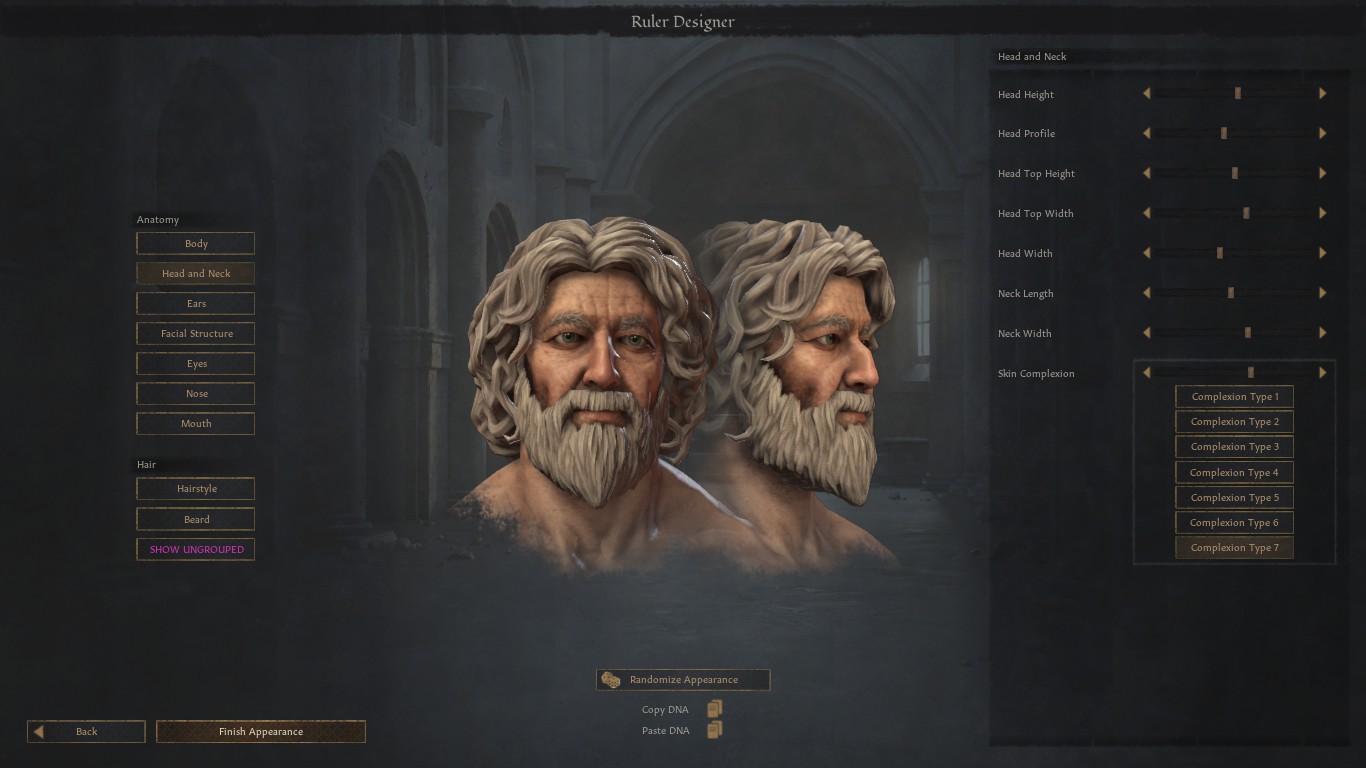 Ruler Designer
Anatomy
Body
Head and Neck
Ears
Facial Structure
Eyes
Nose
Mouth
Hair
Hairstyle
Beard
SHOW UNGROUPED
Head and Neck
Head Height
Head Profile
Head Top Height
Head Top Width
Head Width
Neck Length
Neck Width
Skin Complexion
Complexion Type 1
Complexion Type 2
Complexion Type 3
Complexion Type 4
Complexion Type 5
Complexion Type 6
Complexion Type 7
Randomize Appearance
Copy DNA
Paste DNA
Back
Finish Appearance